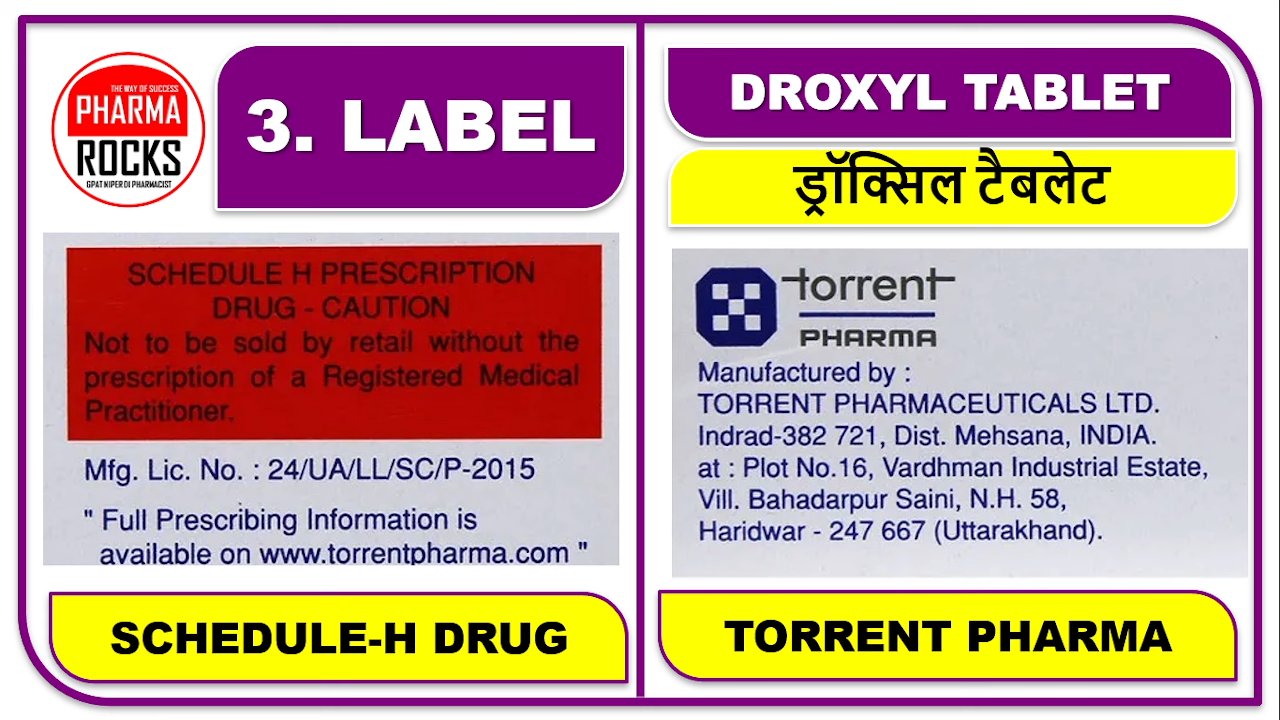 THE WAY OF SUCCESS
PHARMA
ROCKS
GPAT NIPER DI PHARMACIST
3. LABEL
SCHEDULE H PRESCRIPTION
DRUG - CAUTION
Not to be sold by retail without the
prescription of a Registered Medical
Practitioner.
Mfg. Lic. No. : 24/UA/LL/SC/P-2015
" Full Prescribing Information is
available on www.torrentpharma.com "
SCHEDULE-H DRUG
DROXYL TABLET
ड्रॉक्सिल टैबलेट
torrent
PHARMA
Manufactured by :
TORRENT PHARMACEUTICALS LTD.
Indrad-382 721, Dist. Mehsana, INDIA.
at : Plot No.16, Vardhman Industrial Estate,
Vill. Bahadarpur Saini, N.H. 58,
Haridwar - 247 667 (Uttarakhand).
TORRENT PHARMA